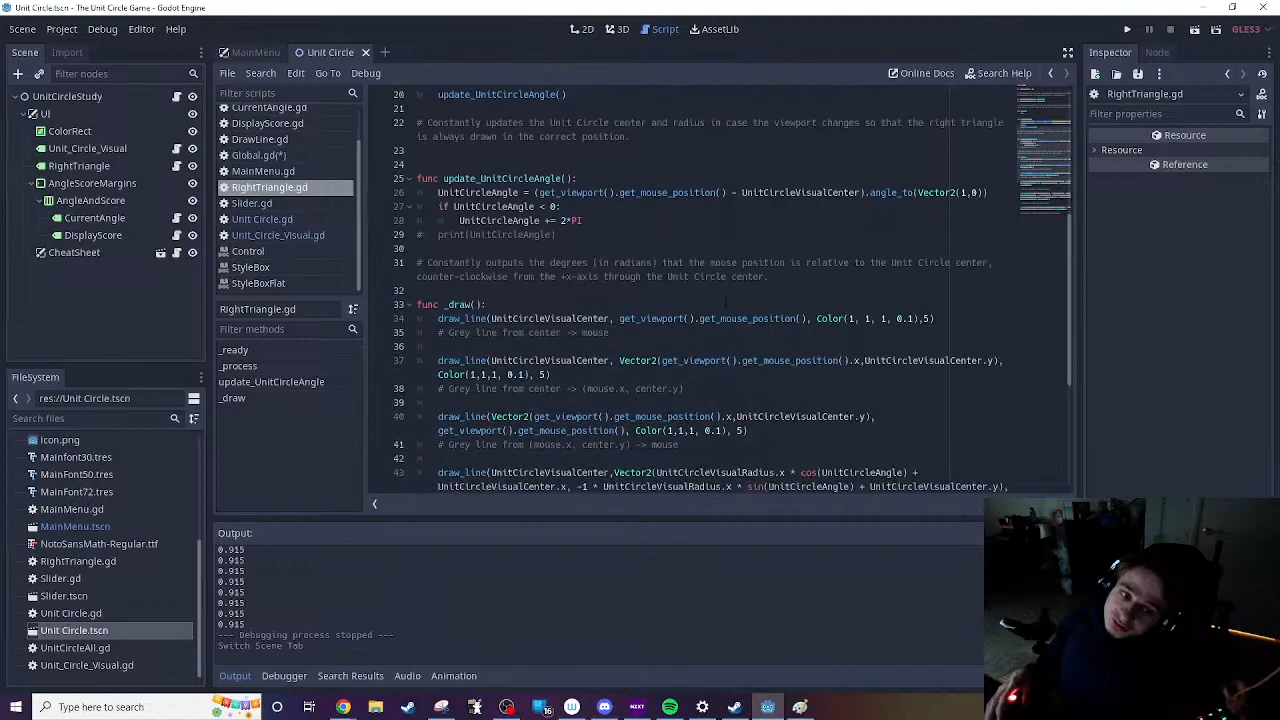 Unit Circle.tscn - The Unit Circle Game - Godot Engine
Scene Project Debug Editor Help
2D 3D Script AssetLib
GLES3
Scene Import
Filter nodes
UnitCircleStudy
UI
ColorRect
Unit_Circle_Visual
RightTriangle
AngleScoreMargins
AngleAndScore
CurrentAngle
DisplayScore
CheatSheet
FileSystem
res://Unit Circle.tscn
Search files
Icon.png
Mainfont30.tres
MainFont50.tres
MainFont72.tres
MainMenu.gd
MainMenu.tscn
NotoSansMath-Regular.ttf
RightTriangle.gd
Slider.gd
Slider.tscn
Unit Circle.gd
Unit Circle.tscn
UnitCircleAll.gd
Unit_Circle_Visual.gd
MainMenu Unit Circle
File Search Edit Go To Debug
Online Docs Search Help
Filter scripts
CurrentAngle.gd
DisplayScore.gd
DrawLine.gd
Global.gd(*)
MainMenu.gd
RightTriangle.gd
Slider.gd
Unit Circle.gd
Unit_Circle_Visual.gd
Control
StyleBox
StyleBoxFlat
RightTriangle.gd
Filter methods
_ready
_process
update_UnitCircleAngle
_draw
20 update_UnitCircleAngle()
21
22 # Constantly updates the Unit Circle center and radius in case the viewport changes so that the right triangle
is always drawn in the correct position.
23
25 func update_UnitCircleAngle():
26 UnitCircleAngle = (get_viewport().get_mouse_position() - UnitCircleVisualCenter).angle_to(Vector2(1,0))
27 if UnitCircleAngle < 0:
28 UnitCircleAngle += 2*PI
29 # print(UnitCircleAngle)
30
31 # Constantly outputs the degrees (in radians) that the mouse position is relative to the Unit Circle center,
counter-clockwise from the +x-axis through the Unit Circle center.
32
33 func _draw():
34 draw_line(UnitCircleVisualCenter, get_viewport().get_mouse_position(), Color(1, 1, 1, 0.1),5)
35 # Grey line from center -> mouse
36
37 draw_line(UnitCircleVisualCenter, Vector2(get_viewport().get_mouse_position().x,UnitCircleVisualCenter.y),
Color(1,1,1, 0.1), 5)
38 # Grey line from center -> (mouse.x, center.y)
39
40 draw_line(Vector2(get_viewport().get_mouse_position().x,UnitCircleVisualCenter.y),
get_viewport().get_mouse_position(), Color(1,1,1, 0.1), 5)
41 # Grey line from (mouse.x, center.y) -> mouse
42
43 draw_line(UnitCircleVisualCenter,Vector2(UnitCircleVisualRadius.x * cos(UnitCircleAngle) +
UnitCircleVisualCenter.x, -1 * UnitCircleVisualRadius.x * sin(UnitCircleAngle) + UnitCircleVisualCenter.y),
Output:
0.915
0.915
0.915
0.915
0.915
0.915
0.915
0.915
--- Debugging process stopped ---
Switch Scene Tab
Output Debugger Search Results Audio Animation
Inspector Node
RightTriangle.gd
Filter properties
Resource
Resource
Reference
Type here to search
16
NXT